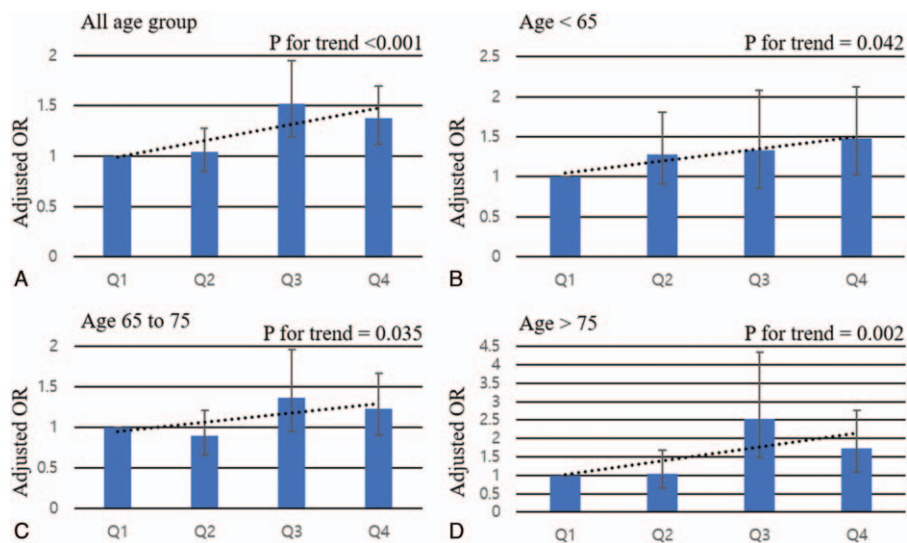 All age group
P for trend <0.001
2
1.5
1
0.5
0
Adjusted OR
Q1 Q2 Q3 Q4
A
Age < 65
P for trend = 0.042
2.5
2
1.5
1
0.5
0
Adjusted OR
Q1 Q2 Q3 Q4
B
Age 65 to 75
P for trend = 0.035
2
1.5
1
0.5
0
Adjusted OR
Q1 Q2 Q3 Q4
C
Age > 75
P for trend = 0.002
4.5
4
3.5
3
2.5
2
1.5
1
0.5
0
Adjusted OR
Q1 Q2 Q3 Q4
D